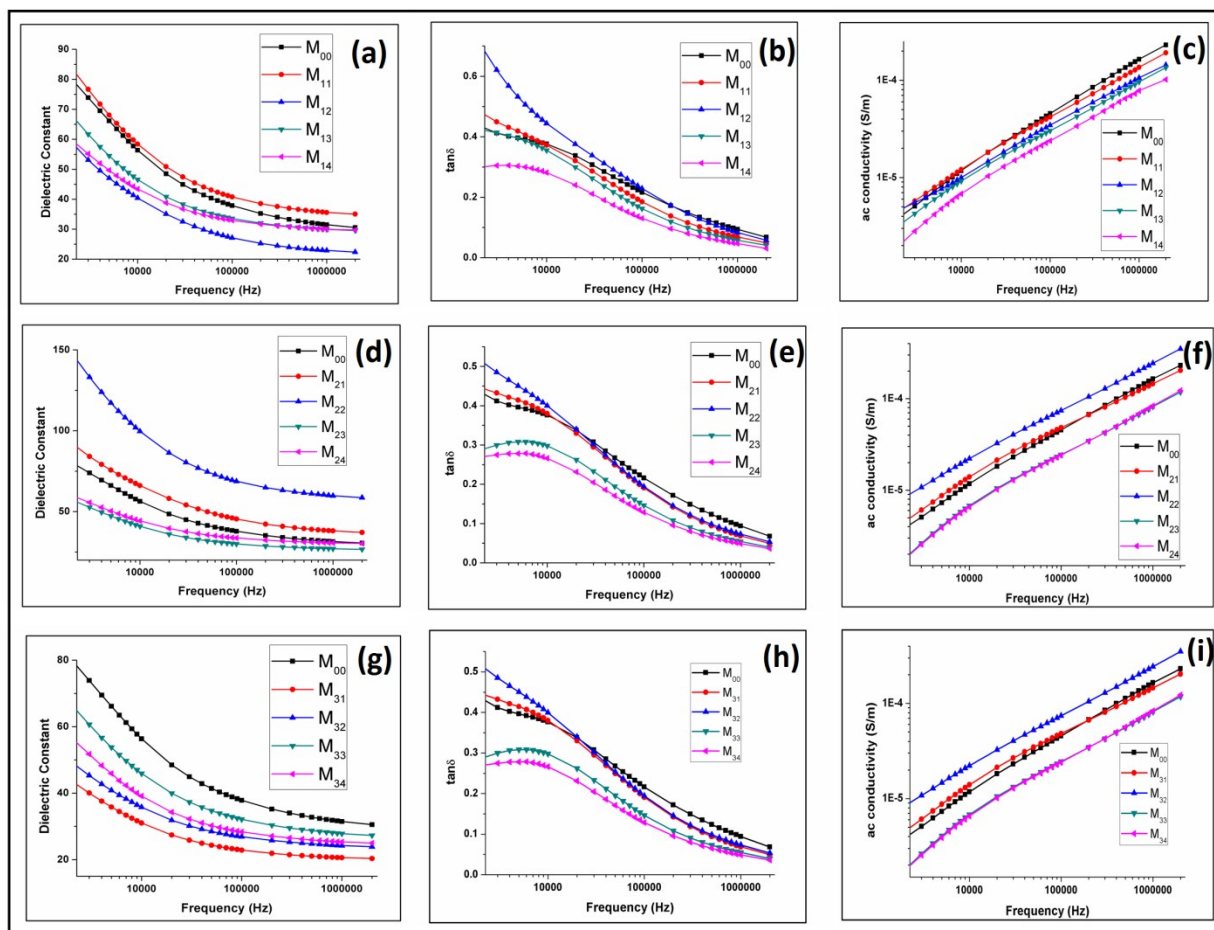 (a)
M00
M11
M12
M13
M14
Dielectric Constant
90
80
70
60
50
40
30
20
10000 100000 1000000
Frequency (Hz)
(b)
M00
M11
M12
M13
M14
tanδ
0.6
0.4
0.2
0.0
10000 100000 1000000
Frequency (Hz)
(c)
M00
M11
M12
M13
M14
ac conductivity (S/m)
1E-4
1E-5
10000 100000 1000000
Frequency (Hz)
(d)
M00
M21
M22
M23
M24
Dielectric Constant
150
100
50
10000 100000 1000000
Frequency (Hz)
(e)
M00
M21
M22
M23
M24
tanδ
0.5
0.4
0.3
0.2
0.1
0.0
10000 100000 1000000
Frequency (Hz)
(f)
M00
M21
M22
M23
M24
ac conductivity (S/m)
1E-4
1E-5
10000 100000 1000000
Frequency (Hz)
(g)
M00
M31
M32
M33
M34
Dielectric Constant
80
60
40
20
10000 100000 1000000
Frequency (Hz)
(h)
M00
M31
M32
M33
M34
tanδ
0.5
0.4
0.3
0.2
0.1
0.0
10000 100000 1000000
Frequency (Hz)
(i)
M00
M31
M32
M33
M34
ac conductivity (S/m)
1E-4
1E-5
10000 100000 1000000
Frequency (Hz)